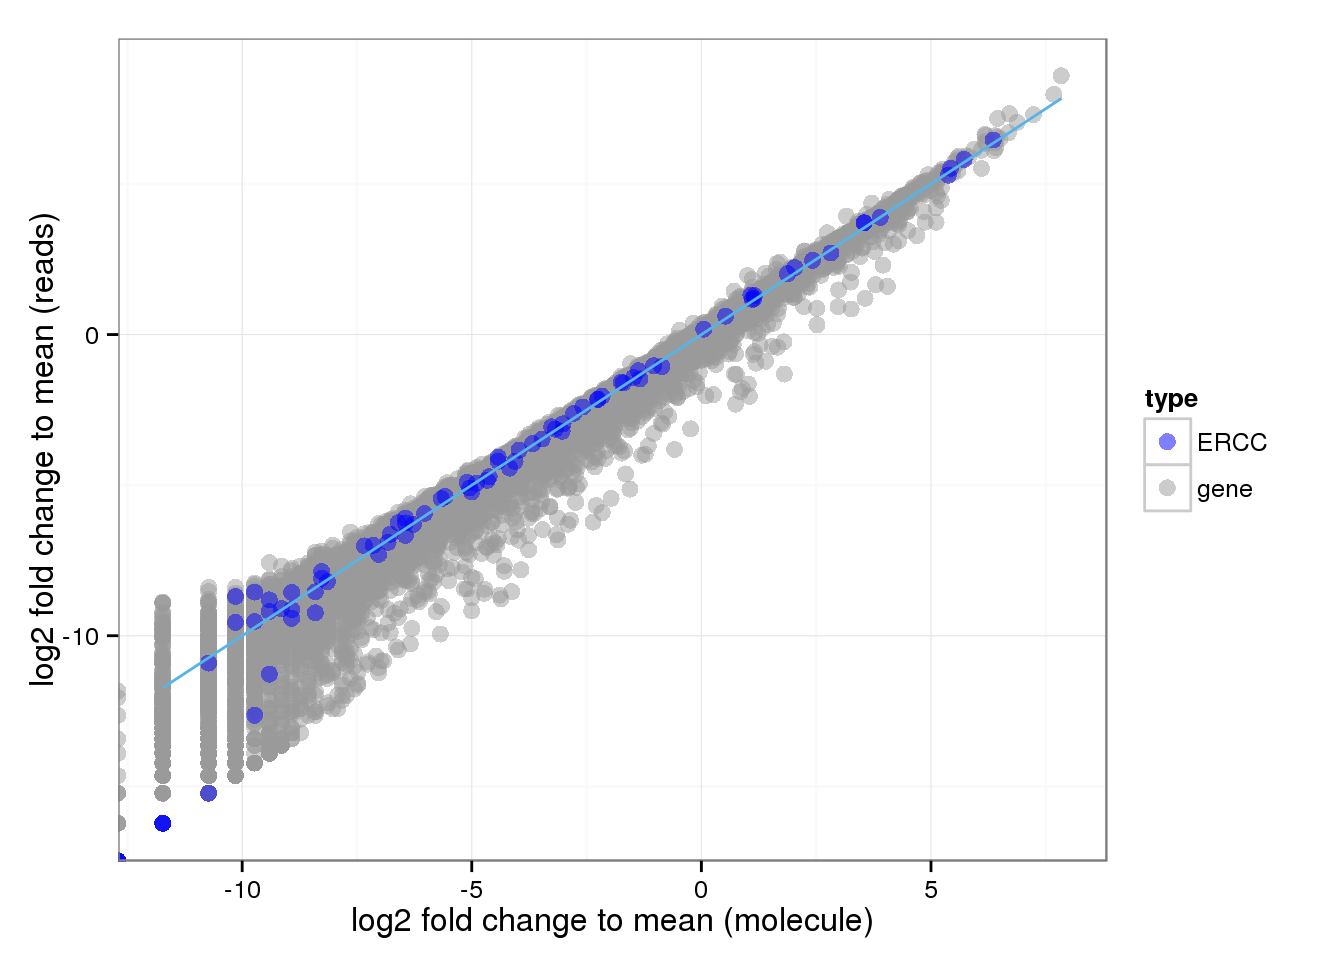 log2 fold change to mean (reads)
0
-10
-10
-5
0
5
log2 fold change to mean (molecule)
type
ERCC
gene